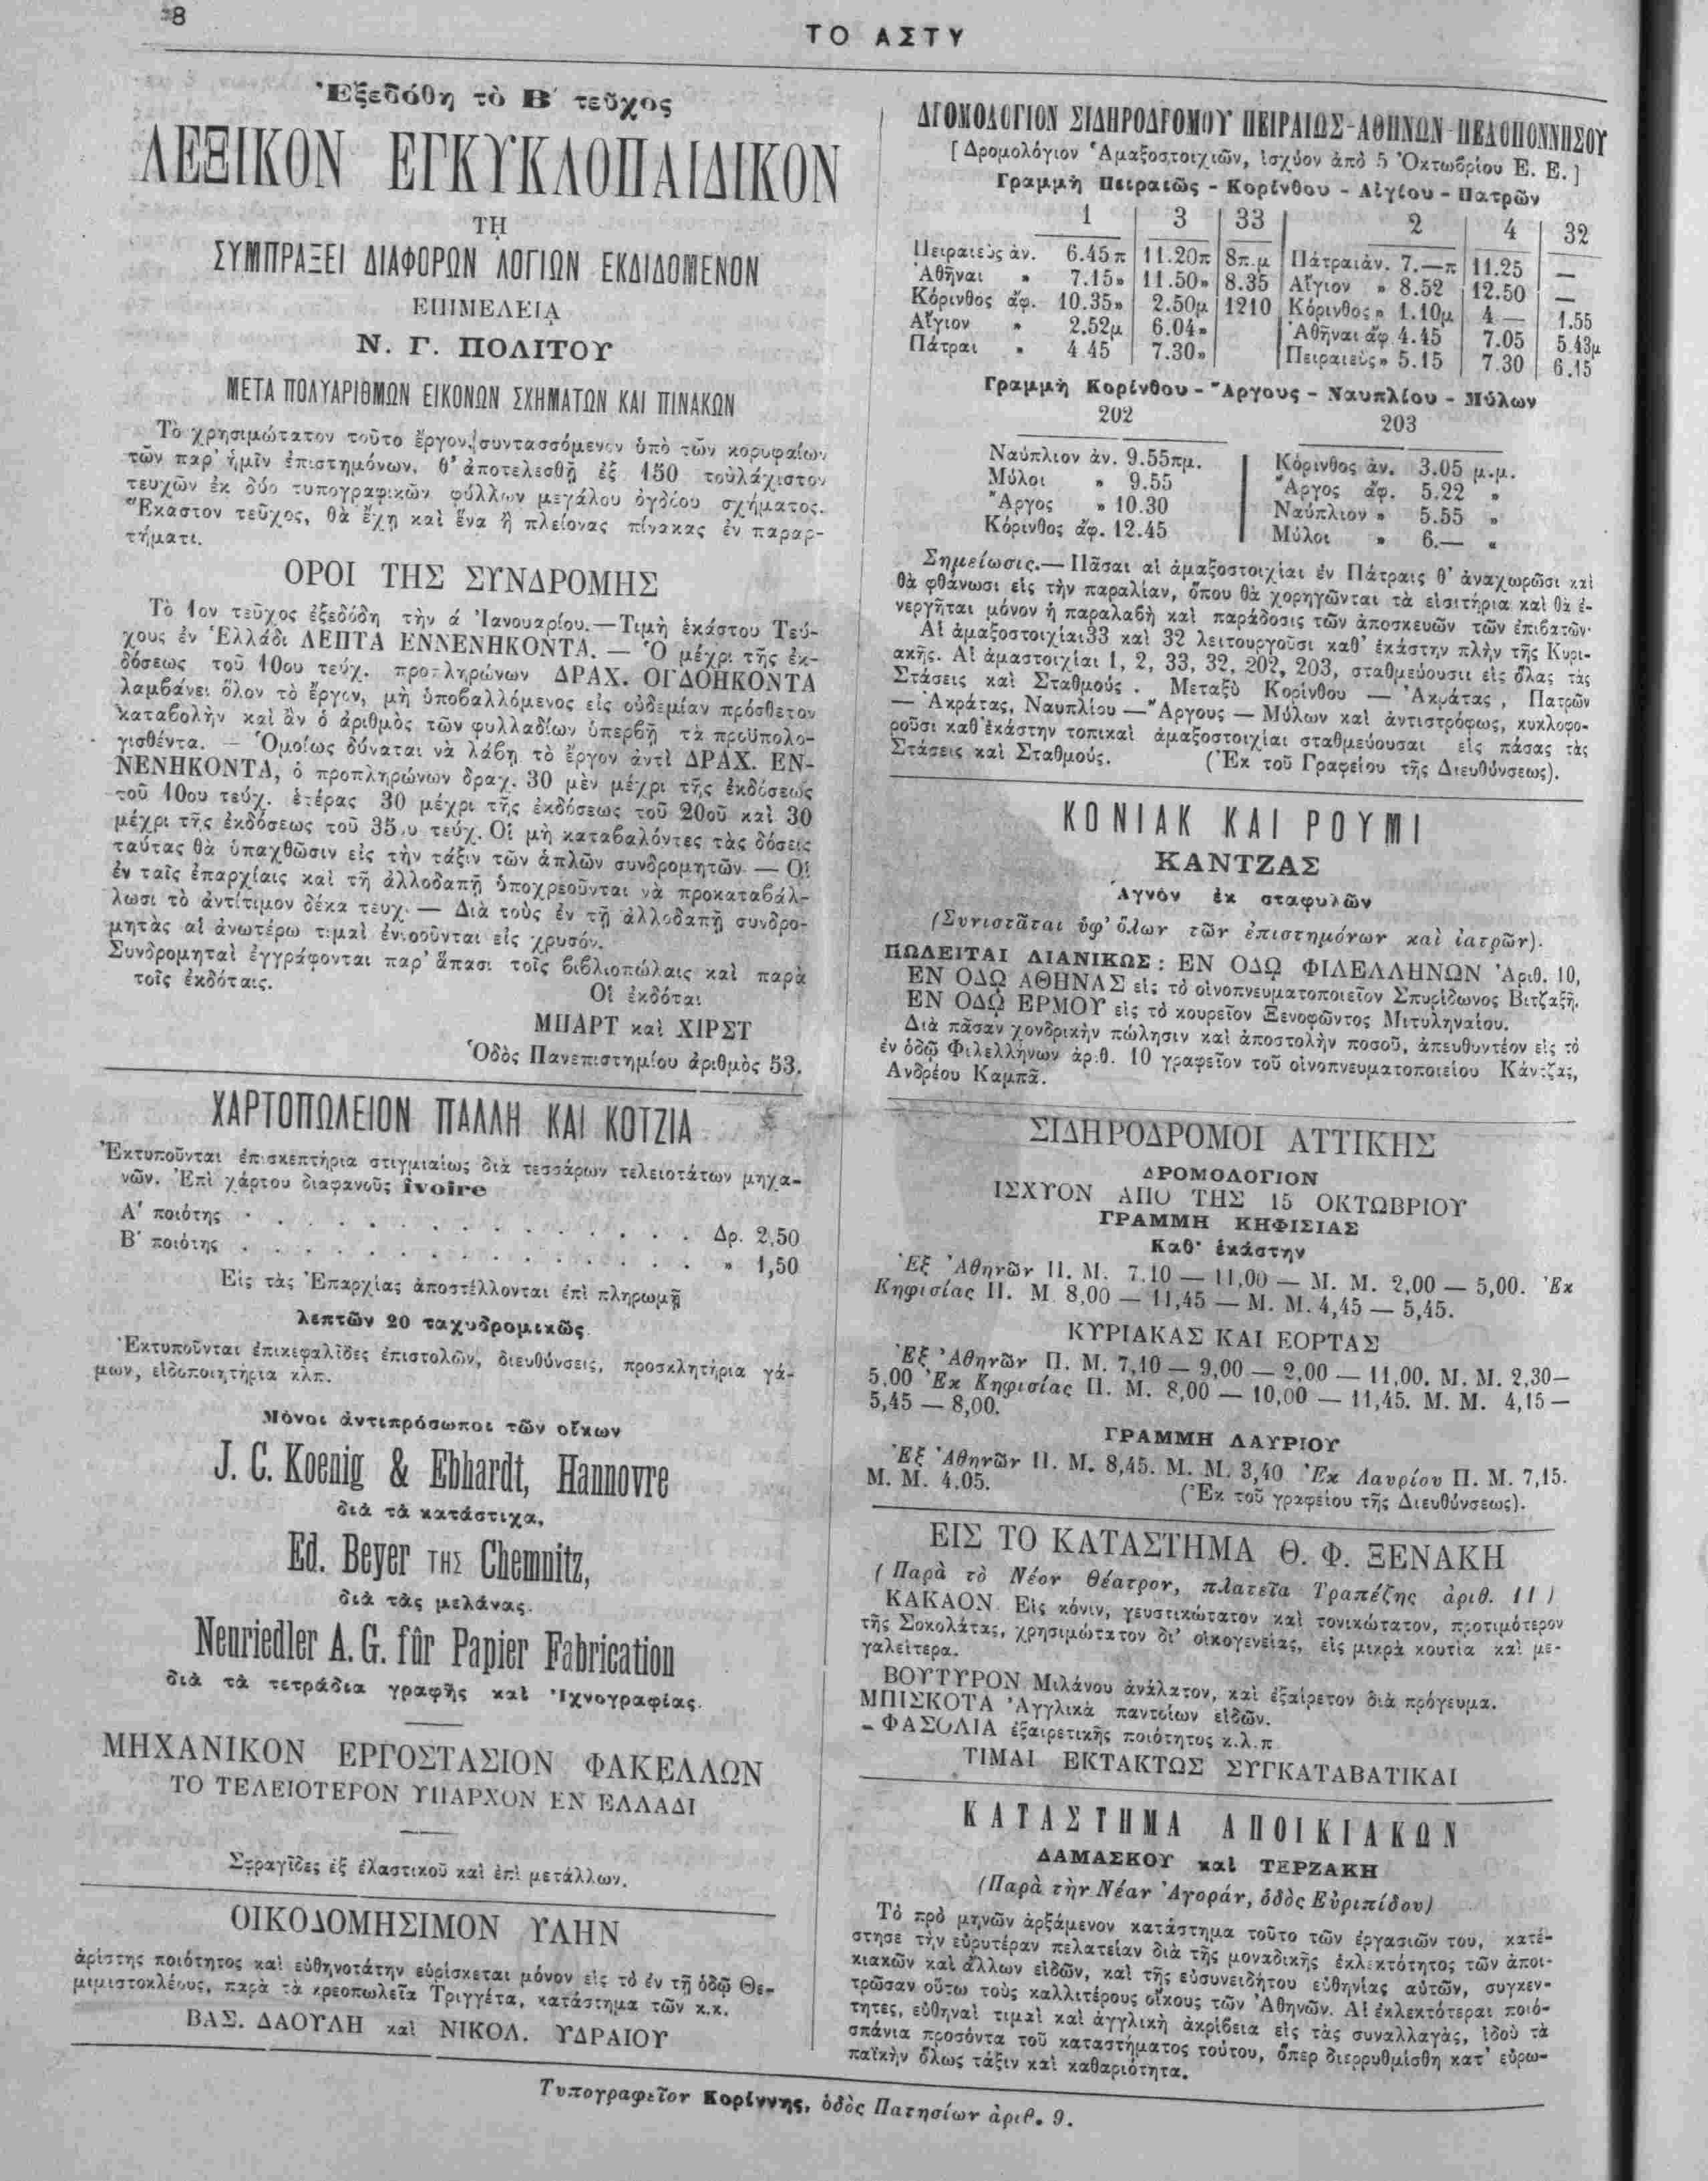 8
ΤΟ ΑΣΤΥ
Ἐξεδόθη τὸ Β΄ τεῦχος
ΛΕΞΙΚΟΝ ΕΓΚΥΚΛΟΠΑΙΔΙΚΟΝ
ΤΗ
ΣΥΜΠΡΑΞΕΙ ΔΙΑΦΟΡΩΝ ΛΟΓΙΩΝ ΕΚΔΙΔΟΜΕΝΟΝ
ΕΠΙΜΕΛΕΙᾼ
Ν. Γ. ΠΟΛΙΤΟΥ
ΜΕΤΑ ΠΟΛΥΑΡΙΘΜΩΝ ΕΙΚΟΝΩΝ ΣΧΗΜΑΤΩΝ ΚΑΙ ΠΙΝΑΚΩΝ
Τὸ χρησιμώτατον τοῦτο ἔργον, συντασσόμενον ὑπὸ τῶν κορυφαίων
τῶν παρ' ἡμῖν ἐπιστημόνων, θ' ἀποτελεσθῇ ἐξ 150 τοὐλάχιστον
τευχῶν ἐκ δύο τυπογραφικῶν φύλλων μεγάλου ὀγδόου σχήματος.
Ἕκαστον τεῦχος, θὰ ἔχῃ καὶ ἕνα ἢ πλείονας πίνακας ἐν παραρ-
τήματι.
ΟΡΟΙ ΤΗΣ ΣΥΝΔΡΟΜΗΣ
Τὸ 1ον τεῦχος ἐξεδόθη τὴν ά Ἰανουαρίου.—Τιμὴ ἑκάστου Τεύ-
χους ἐν Ἑλλάδι ΛΕΠΤΑ ΕΝΝΕΝΗΚΟΝΤΑ. — Ὁ μέχρι τῆς ἐκ-
δόσεως τοῦ 10ου τεύχ. προπληρώνων ΔΡΑΧ. ΟΓΔΟΗΚΟΝΤΑ
λαμβάνει ὅλον τὸ ἔργον, μὴ ὑποβαλλόμενος εἰς οὐδεμίαν πρόσθετον
καταβολὴν καὶ ἂν ὁ ἀριθμὸς τῶν φυλλαδίων ὑπερβῇ τὰ προϋπολο-
γισθέντα. — Ὁμοίως δύναται νὰ λάβῃ τὸ ἔργον ἀντὶ ΔΡΑΧ. ΕΝ-
ΝΕΝΗΚΟΝΤΑ, ὁ προπληρώνων δραχ. 30 μὲν μέχρι τῆς ἐκδόσεως
τοῦ 10ου τεύχ. ἑτέρας 30 μέχρι τῆς ἐκδόσεως τοῦ 20οῦ καὶ 30
μέχρι τῆς ἐκδόσεως τοῦ 35ου τεύχ. Οἱ μὴ καταβαλόντες τὰς δόσεις
ταύτας θὰ ὑπαχθῶσιν εἰς τὴν τάξιν τῶν ἁπλῶν συνδρομητῶν. — Οἱ
ἐν ταῖς ἐπαρχίαις καὶ τῇ ἀλλοδαπῇ ὑποχρεοῦνται νὰ προκαταβάλ-
λωσι τὸ ἀντίτιμον δέκα τευχ. — Διὰ τοὺς ἐν τῇ ἀλλοδαπῇ συνδρο-
μητὰς αἱ ἀνωτέρω τιμαὶ ἐννοοῦνται εἰς χρυσόν.
Συνδρομηταὶ ἐγγράφονται παρ' ἅπασι τοῖς βιβλιοπώλαις καὶ παρὰ
τοῖς ἐκδόταις.
Οἱ ἐκδόται
ΜΠΑΡΤ καὶ ΧΙΡΣΤ
Ὁδὸς Πανεπιστημίου ἀριθμὸς 53.
ΧΑΡΤΟΠΩΛΕΙΟΝ ΠΑΛΛΗ ΚΑΙ ΚΟΤΖΙΑ
Ἐκτυποῦνται ἐπισκεπτήρια στιγμιαίως διὰ τεσσάρων τελειοτάτων μηχα-
νῶν. Ἐπὶ χάρτου διαφανοῦς ivoire
Α' ποιότης . . . . . . . . . . . . . Δρ. 2,50
Β' ποιότης . . . . . . . . . . . . . » 1,50
Εἰς τὰς Ἐπαρχίας ἀποστέλλονται ἐπὶ πληρωμῇ
λεπτῶν 20 ταχυδρομικῶς
Ἐκτυποῦνται ἐπικεφαλῖδες ἐπιστολῶν, διευθύνσεις, προσκλητήρια γά-
μων, εἰδοποιητήρια κλπ.
Μόνοι ἀντιπρόσωποι τῶν οἴκων
J. C. Koenig & Ebhardt, Hannovre
διὰ τὰ κατάστιχα,
Ed. Beyer ΤΗΣ Chemnitz,
διὰ τὰς μελάνας.
Neuriedler A. G. fûr Papier Fabrication
διὰ τὰ τετράδια γραφῆς καὶ Ἰχνογραφίας.
ΜΗΧΑΝΙΚΟΝ ΕΡΓΟΣΤΑΣΙΟΝ ΦΑΚΕΛΛΩΝ
ΤΟ ΤΕΛΕΙΟΤΕΡΟΝ ΥΠΑΡΧΟΝ ΕΝ ΕΛΛΑΔΙ
Σφραγῖδες ἐξ ἐλαστικοῦ καὶ ἐπὶ μετάλλων.
ΟΙΚΟΔΟΜΗΣΙΜΟΝ ΥΛΗΝ
ἀρίστης ποιότητος καὶ εὐθηνοτάτην εὑρίσκεται μόνον εἰς τὸ ἐν τῇ ὁδῷ Θε-
μιμιστοκλέους, παρὰ τὰ κρεοπωλεῖα Τριγγέτα, κατάστημα τῶν κ.κ.
ΒΑΣ. ΔΑΟΥΛΗ καὶ ΝΙΚΟΛ. ΥΔΡΑΙΟΥ
ΔΡΟΜΟΛΟΓΙΟΝ ΣΙΔΗΡΟΔΡΟΜΟΥ ΠΕΙΡΑΙΩΣ-ΑΘΗΝΩΝ-ΠΕΛΟΠΟΝΝΗΣΟΥ
[Δρομολόγιον Ἁμαξοστοιχιῶν, ἰσχύον ἀπὸ 5 Ὀκτωβρίου Ε. Ε.]
Γραμμὴ Πειραιῶς - Κορίνθου - Αἰγίου - Πατρῶν
1 3 33 2 4 32
Πειραιεὺς ἀν. 6.45π 11.20π 8π.μ Πάτραι ἀν. 7.—π 11.25 —
Ἀθῆναι » 7.15» 11.50» 8.35 Αἴγιον » 8.52 12.50 —
Κόρινθος ἄφ. 10.35» 2.50μ 1210 Κόρινθος » 1.10μ 4 — 1.55
Αἴγιον » 2.52μ 6.04» Ἀθῆναι ἄφ 4.45 7.05 5.43μ
Πάτραι » 4 45 7.30» Πειραιεὺς » 5.15 7.30 6.15
Γραμμὴ Κορίνθου - Ἄργους - Ναυπλίου - Μύλων
202 203
Ναύπλιον ἀν. 9.55πμ. Κόρινθος ἀν. 3.05 μ.μ.
Μύλοι » 9.55 Ἄργος ἄφ. 5.22 »
Ἄργος » 10.30 Ναύπλιον » 5.55 »
Κόρινθος ἄφ. 12.45 Μύλοι » 6.— «
Σημείωσις.— Πᾶσαι αἱ ἁμαξοστοιχίαι ἐν Πάτραις θ' ἀναχωρῶσι καὶ
θὰ φθάνωσι εἰς τὴν παραλίαν, ὅπου θὰ χορηγῶνται τὰ εἰσιτήρια καὶ θὰ ἐ-
νεργῆται μόνον ἡ παραλαβὴ καὶ παράδοσις τῶν ἀποσκευῶν τῶν ἐπιβατῶν·
Αἱ ἁμαξοστοιχίαι 33 καὶ 32 λειτουργοῦσι καθ' ἑκάστην πλὴν τῆς Κυρι-
ακῆς. Αἱ ἁμαστοιχίαι 1, 2, 33, 32, 202, 203, σταθμεύουσιι εἰς ὅλας τὰς
Στάσεις καὶ Σταθμούς. Μεταξὺ Κορίνθου — Ἀκράτας, Πατρῶν
— Ἀκράτας, Ναυπλίου — Ἄργους — Μύλων καὶ ἀντιστρόφως, κυκλοφο-
ροῦσι καθ' ἑκάστην τοπικαὶ ἁμαξοστοιχίαι σταθμεύουσαι εἰς πάσας τὰς
Στάσεις καὶ Σταθμούς. (Ἐκ τοῦ Γραφείου τῆς Διευθύνσεως).
ΚΟΝΙΑΚ ΚΑΙ ΡΟΥΜΙ
ΚΑΝΤΖΑΣ
Ἁγνὸν ἐκ σταφυλῶν
(Συνιστᾶται ὑφ' ὅλων τῶν ἐπιστημόνων καὶ ἰατρῶν).
ΠΩΛΕΙΤΑΙ ΛΙΑΝΙΚΩΣ: ΕΝ ΟΔῼ ΦΙΛΕΛΛΗΝΩΝ Ἀριθ. 10,
ΕΝ ΟΔῼ ΑΘΗΝΑΣ εἰς τὸ οἰνοπνευματοποιεῖον Σπυρίδωνος Βιτζαξῆ.
ΕΝ ΟΔῼ ΕΡΜΟΥ εἰς τὸ κουρεῖον Ξενοφῶντος Μιτυληναίου.
Διὰ πᾶσαν χονδρικὴν πώλησιν καὶ ἀποστολὴν ποσοῦ, ἀπευθυντέον εἰς τὸ
ἐν ὁδῷ Φιλελλήνων ἀριθ. 10 γραφεῖον τοῦ οἰνοπνευματοποιείου Κάντζας,
Ἀνδρέου Καμπᾶ.
ΣΙΔΗΡΟΔΡΟΜΟΙ ΑΤΤΙΚΗΣ
ΔΡΟΜΟΛΟΓΙΟΝ
ΙΣΧΥΟΝ ΑΠΟ ΤΗΣ 15 ΟΚΤΩΒΡΙΟΥ
ΓΡΑΜΜΗ ΚΗΦΙΣΙΑΣ
Καθ' ἑκάστην
Ἐξ Ἀθηνῶν Π. Μ. 7.10 — 11,00 — Μ. Μ. 2,00 — 5,00. Ἐκ
Κηφισίας Π. Μ 8,00 — 11,45 — Μ. Μ. 4,45 — 5,45.
ΚΥΡΙΑΚΑΣ ΚΑΙ ΕΟΡΤΑΣ
Ἐξ Ἀθηνῶν Π. Μ. 7,10 — 9,00 — 2,00 — 11,00. Μ. Μ. 2,30—
5,00 Ἐκ Κηφισίας Π. Μ. 8,00 — 10,00 — 11,45. Μ. Μ. 4,15 —
5,45 — 8,00.
ΓΡΑΜΜΗ ΛΑΥΡΙΟΥ
Ἐξ Ἀθηνῶν Π. Μ. 8,45. Μ. Μ. 3,40 Ἐκ Λαυρίου Π. Μ. 7,15.
Μ. Μ. 4.05. (Ἐκ τοῦ γραφείου τῆς Διευθύνσεως).
ΕΙΣ ΤΟ ΚΑΤΑΣΤΗΜΑ Θ. Φ. ΞΕΝΑΚΗ
(Παρὰ τὸ Νέον Θέατρον, πλατεῖα Τραπέζης ἀριθ. 11)
ΚΑΚΑΟΝ Εἰς κόνιν, γευστικώτατον καὶ τονικώτατον, προτιμότερον
τῆς Σοκολάτας, χρησιμώτατον δι' οἰκογενείας, εἰς μικρὰ κουτία καὶ με-
γαλείτερα.
ΒΟΥΤΥΡΟΝ Μιλάνου ἀνάλατον, καὶ ἐξαίρετον διὰ πρόγευμα.
ΜΠΙΣΚΟΤΑ Ἀγγλικὰ παντοίων εἰδῶν.
- ΦΑΣΟΛΙΑ ἐξαιρετικῆς ποιότητος κ.λ.π
ΤΙΜΑΙ ΕΚΤΑΚΤΩΣ ΣΥΓΚΑΤΑΒΑΤΙΚΑΙ
ΚΑΤΑΣΤΗΜΑ ΑΠΟΙΚΙΑΚΩΝ
ΔΑΜΑΣΚΟΥ καὶ ΤΕΡΖΑΚΗ
(Παρὰ τὴν Νέαν Ἀγοράν, ὁδὸς Εὐριπίδου)
Τὸ πρὸ μηνῶν ἀρξάμενον κατάστημα τοῦτο τῶν ἐργασιῶν του, κατέ-
στησε τὴν εὐρυτέραν πελατείαν διὰ τῆς μοναδικῆς ἐκλεκτότητος τῶν ἀποι-
κιακῶν καὶ ἄλλων εἰδῶν, καὶ τῆς εὐσυνειδήτου εὐθηνίας αὐτῶν, συγκεν-
τρῶσαν οὕτω τοὺς καλλιτέρους οἴκους τῶν Ἀθηνῶν. Αἱ ἐκλεκτότεραι ποιό-
τητες, εὐθηναὶ τιμαὶ καὶ ἀγγλικὴ ἀκρίβεια εἰς τὰς συναλλαγάς, ἰδοὺ τὰ
σπάνια προσόντα τοῦ καταστήματος τούτου, ὅπερ διερρυθμίσθη κατ' εὐρω-
παϊκὴν ὅλως τάξιν καὶ καθαριότητα.
Τυπογραφεῖον Κορίννης, ὁδὸς Πατησίων ἀριθ. 9.